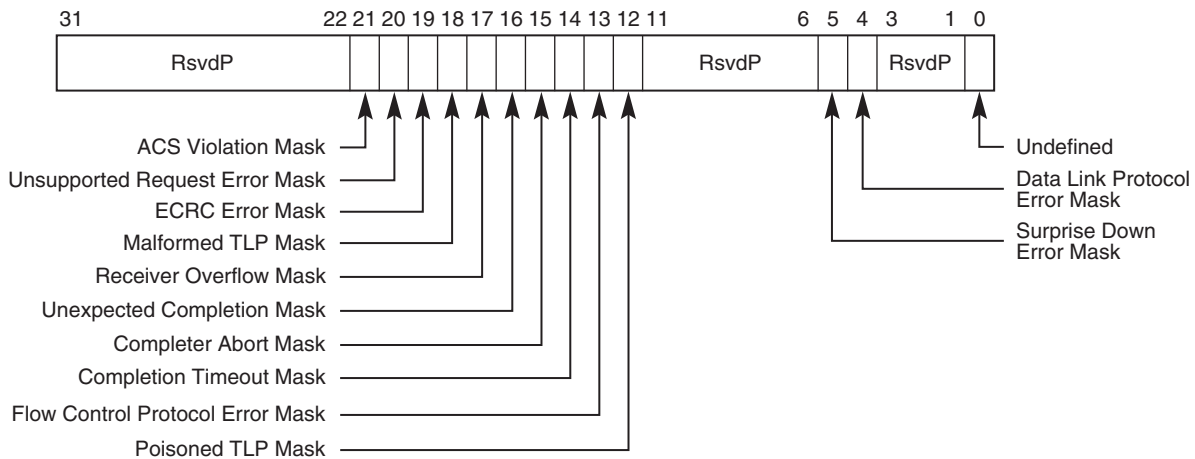 31 22 21 20 19 18 17 16 15 14 13 12 11 6 5 4 3 1 0
RsvdP RsvdP RsvdP
ACS Violation Mask
Unsupported Request Error Mask
ECRC Error Mask
Malformed TLP Mask
Receiver Overflow Mask
Unexpected Completion Mask
Completer Abort Mask
Completion Timeout Mask
Flow Control Protocol Error Mask
Poisoned TLP Mask
Undefined
Data Link Protocol
Error Mask
Surprise Down
Error Mask